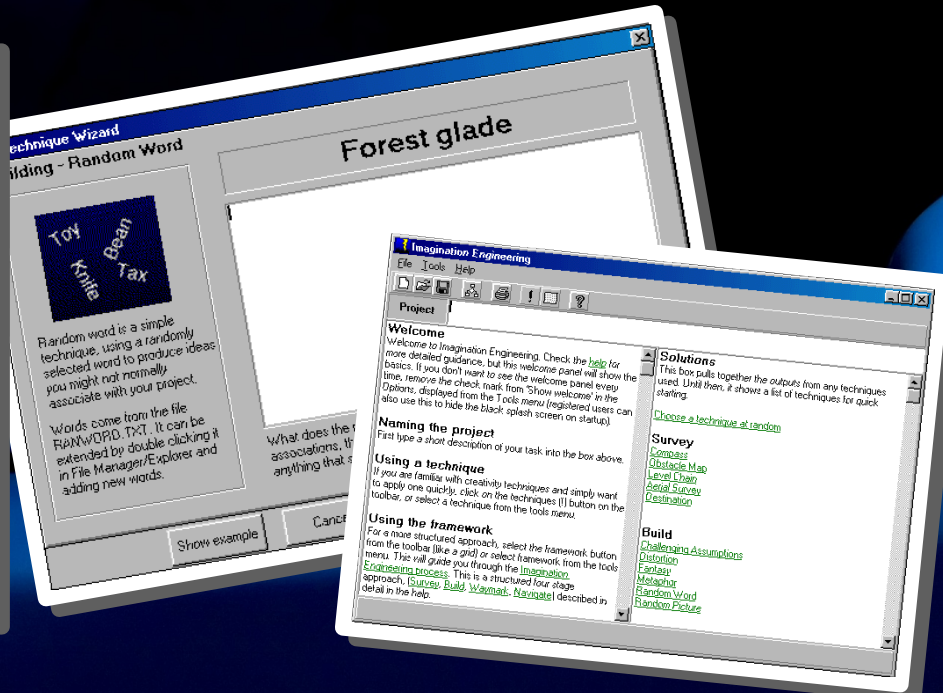 echnique Wizard
ilding - Random Word
Forest glade
Toy
Bean
Knife
Tax
Random word is a simple
technique, using a randomly
selected word to produce ideas
you might not normally
associate with your project.
Words come from the file
RANWORD.TXT. It can be
extended by double clicking it
in File Manager/Explorer and
adding new words.
What does the
associations, th
anything that s
Show example
Cance
Imagination Engineering
File Tools Help
Project
Welcome
Welcome to Imagination Engineering. Check the help for
more detailed guidance, but this welcome panel will show the
basics. If you don't want to see the welcome panel every
time, remove the check mark from 'Show welcome' in the
Options, displayed from the Tools menu (registered users can
also use this to hide the black splash screen on startup).
Naming the project
First type a short description of your task into the box above.
Using a technique
If you are familiar with creativity techniques and simply want
to apply one quickly, click on the techniques (!) button on the
toolbar, or select a technique from the tools menu.
Using the framework
For a more structured approach, select the framework button
from the toolbar (like a grid) or select framework from the tools
menu. This will guide you through the Imagination
Engineering process. This is a structured four stage
approach, (Survey, Build, Waymark, Navigate) described in
detail in the help.
Solutions
This box pulls together the outputs from any techniques
used. Until then, it shows a list of techniques for quick
starting.
Choose a technique at random
Survey
Compass
Obstacle Map
Level Chain
Aerial Survey
Destination
Build
Challenging Assumptions
Distortion
Fantasy
Metaphor
Random Word
Random Picture